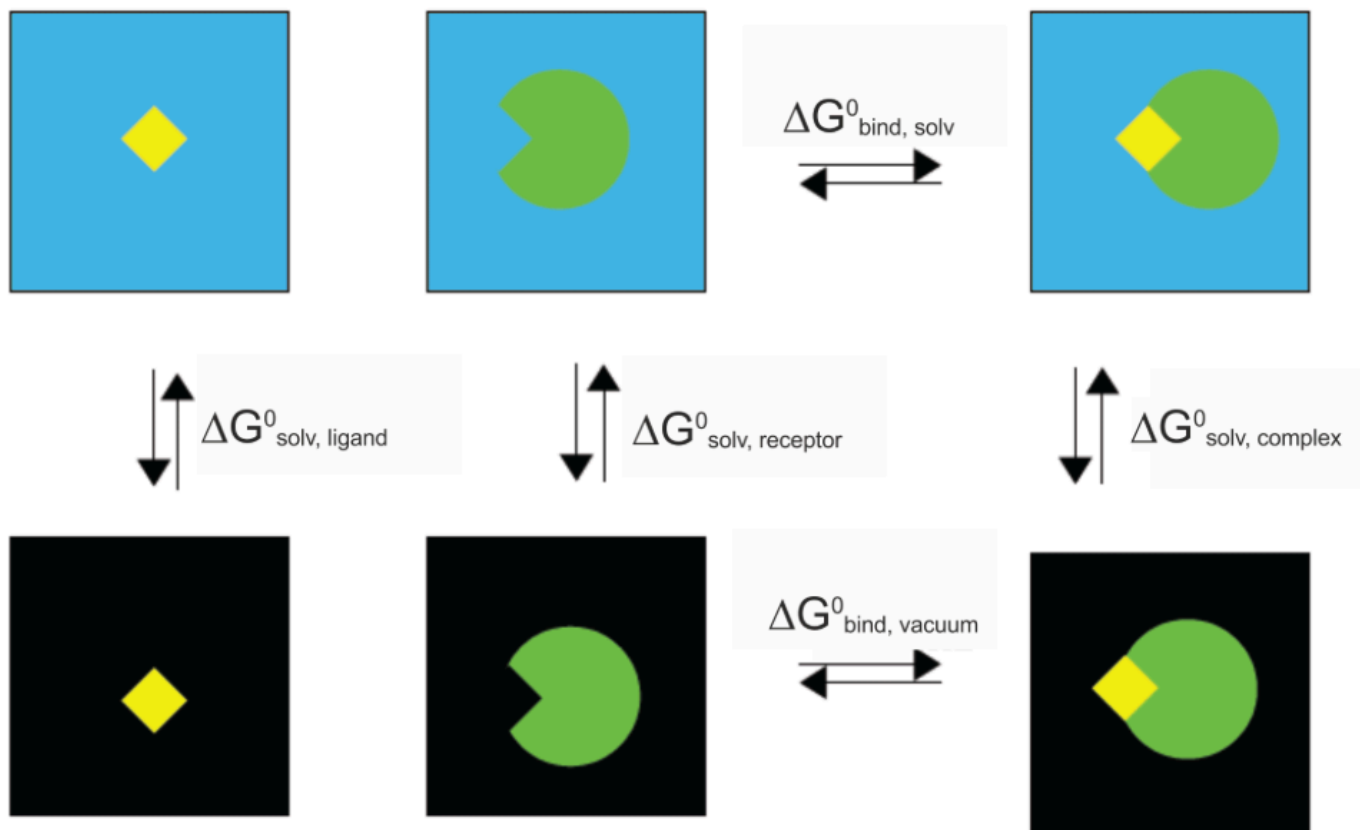 ΔG⁰bind, solv
ΔG⁰solv, ligand
ΔG⁰solv, receptor
ΔG⁰solv, complex
ΔG⁰bind, vacuum